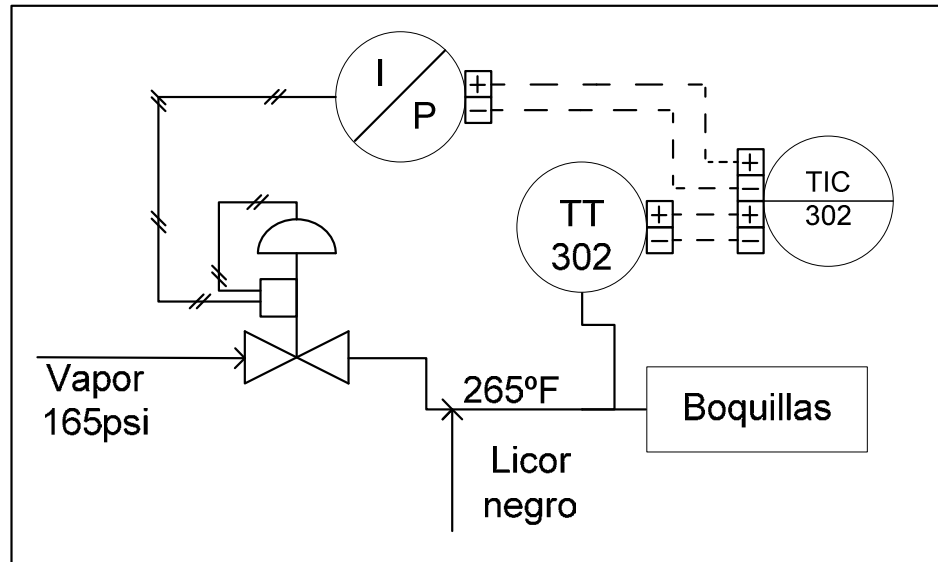 I
P
+
−
TT
302
+
−
+
−
+
−
TIC
302
Vapor
165psi
265ºF
Boquillas
Licor
negro